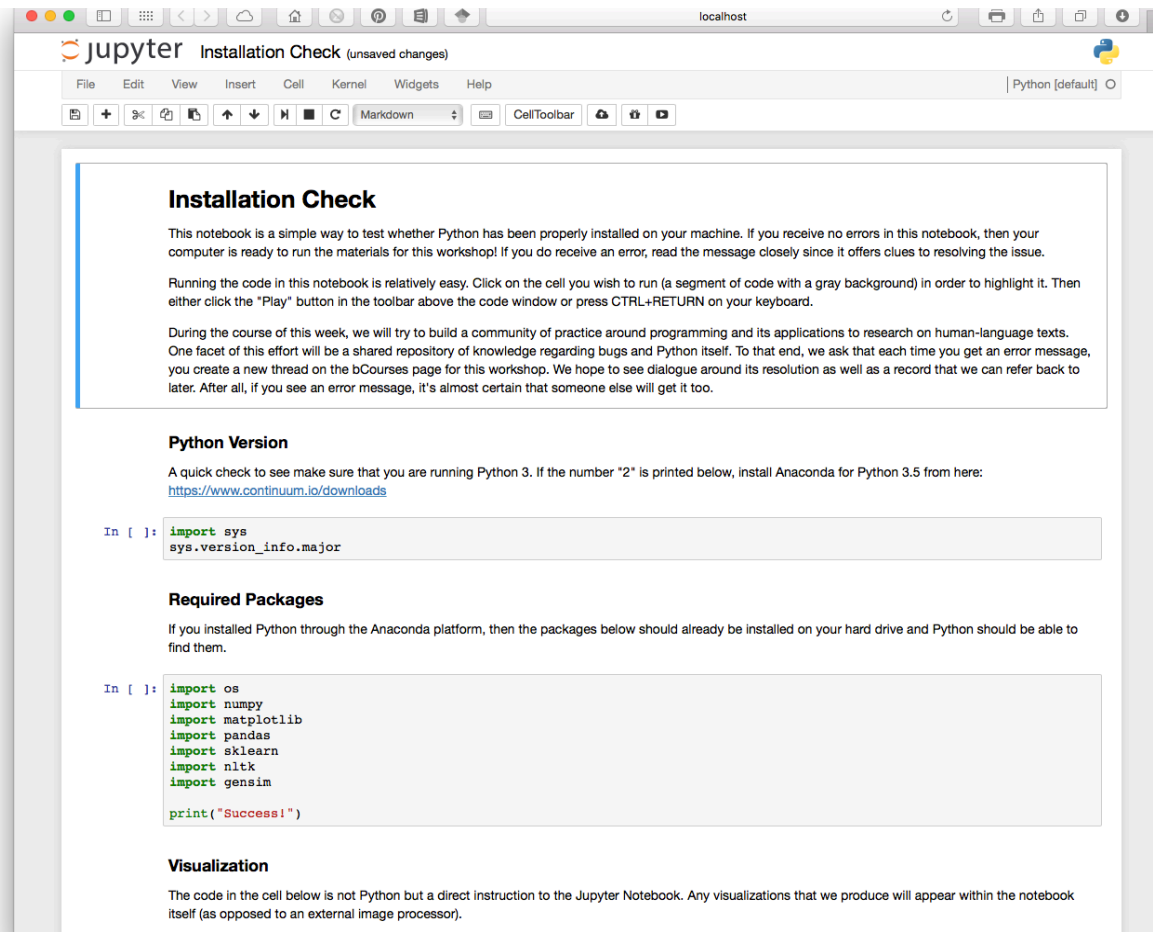 localhost
jupyter Installation Check (unsaved changes)
File Edit View Insert Cell Kernel Widgets Help
Python [default]
Markdown
CellToolbar
Installation Check
This notebook is a simple way to test whether Python has been properly installed on your machine. If you receive no errors in this notebook, then your
computer is ready to run the materials for this workshop! If you do receive an error, read the message closely since it offers clues to resolving the issue.
Running the code in this notebook is relatively easy. Click on the cell you wish to run (a segment of code with a gray background) in order to highlight it. Then
either click the "Play" button in the toolbar above the code window or press CTRL+RETURN on your keyboard.
During the course of this week, we will try to build a community of practice around programming and its applications to research on human-language texts.
One facet of this effort will be a shared repository of knowledge regarding bugs and Python itself. To that end, we ask that each time you get an error message,
you create a new thread on the bCourses page for this workshop. We hope to see dialogue around its resolution as well as a record that we can refer back to
later. After all, if you see an error message, it's almost certain that someone else will get it too.
Python Version
A quick check to see make sure that you are running Python 3. If the number "2" is printed below, install Anaconda for Python 3.5 from here:
https://www.continuum.io/downloads
In [ ]: import sys
sys.version_info.major
Required Packages
If you installed Python through the Anaconda platform, then the packages below should already be installed on your hard drive and Python should be able to
find them.
In [ ]: import os
import numpy
import matplotlib
import pandas
import sklearn
import nltk
import gensim
print("Success!")
Visualization
The code in the cell below is not Python but a direct instruction to the Jupyter Notebook. Any visualizations that we produce will appear within the notebook
itself (as opposed to an external image processor).